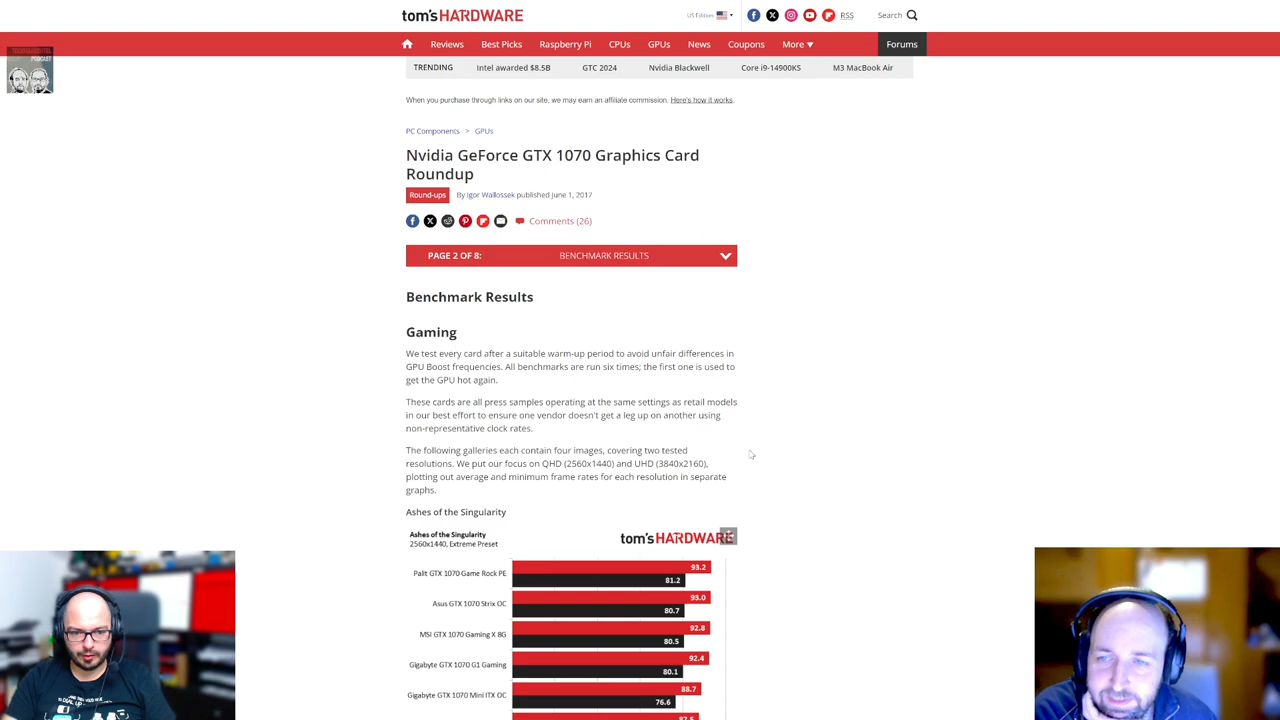 tom'sHARDWARE
US Edition
RSS
Search
Reviews
Best Picks
Raspberry Pi
CPUs
GPUs
News
Coupons
More
Forums
TRENDING
Intel awarded $8.5B
GTC 2024
Nvidia Blackwell
Core i9-14900KS
M3 MacBook Air
PODCAST
When you purchase through links on our site, we may earn an affiliate commission. Here's how it works.
PC Components > GPUs
Nvidia GeForce GTX 1070 Graphics Card
Roundup
Round-ups
By Igor Wallossek published June 1, 2017
Comments (26)
PAGE 2 OF 8:
BENCHMARK RESULTS
Benchmark Results
Gaming
We test every card after a suitable warm-up period to avoid unfair differences in
GPU Boost frequencies. All benchmarks are run six times; the first one is used to
get the GPU hot again.
These cards are all press samples operating at the same settings as retail models
in our best effort to ensure one vendor doesn't get a leg up on another using
non-representative clock rates.
The following galleries each contain four images, covering two tested
resolutions. We put our focus on QHD (2560x1440) and UHD (3840x2160),
plotting out average and minimum frame rates for each resolution in separate
graphs.
Ashes of the Singularity
Ashes of the Singularity
2560x1440, Extreme Preset
tom'sHARDWARE
Palit GTX 1070 Game Rock PE
93.2
81.2
Asus GTX 1070 Strix OC
93.0
80.7
MSI GTX 1070 Gaming X 8G
92.8
80.5
Gigabyte GTX 1070 G1 Gaming
92.4
80.1
Gigabyte GTX 1070 Mini ITX OC
88.7
76.6